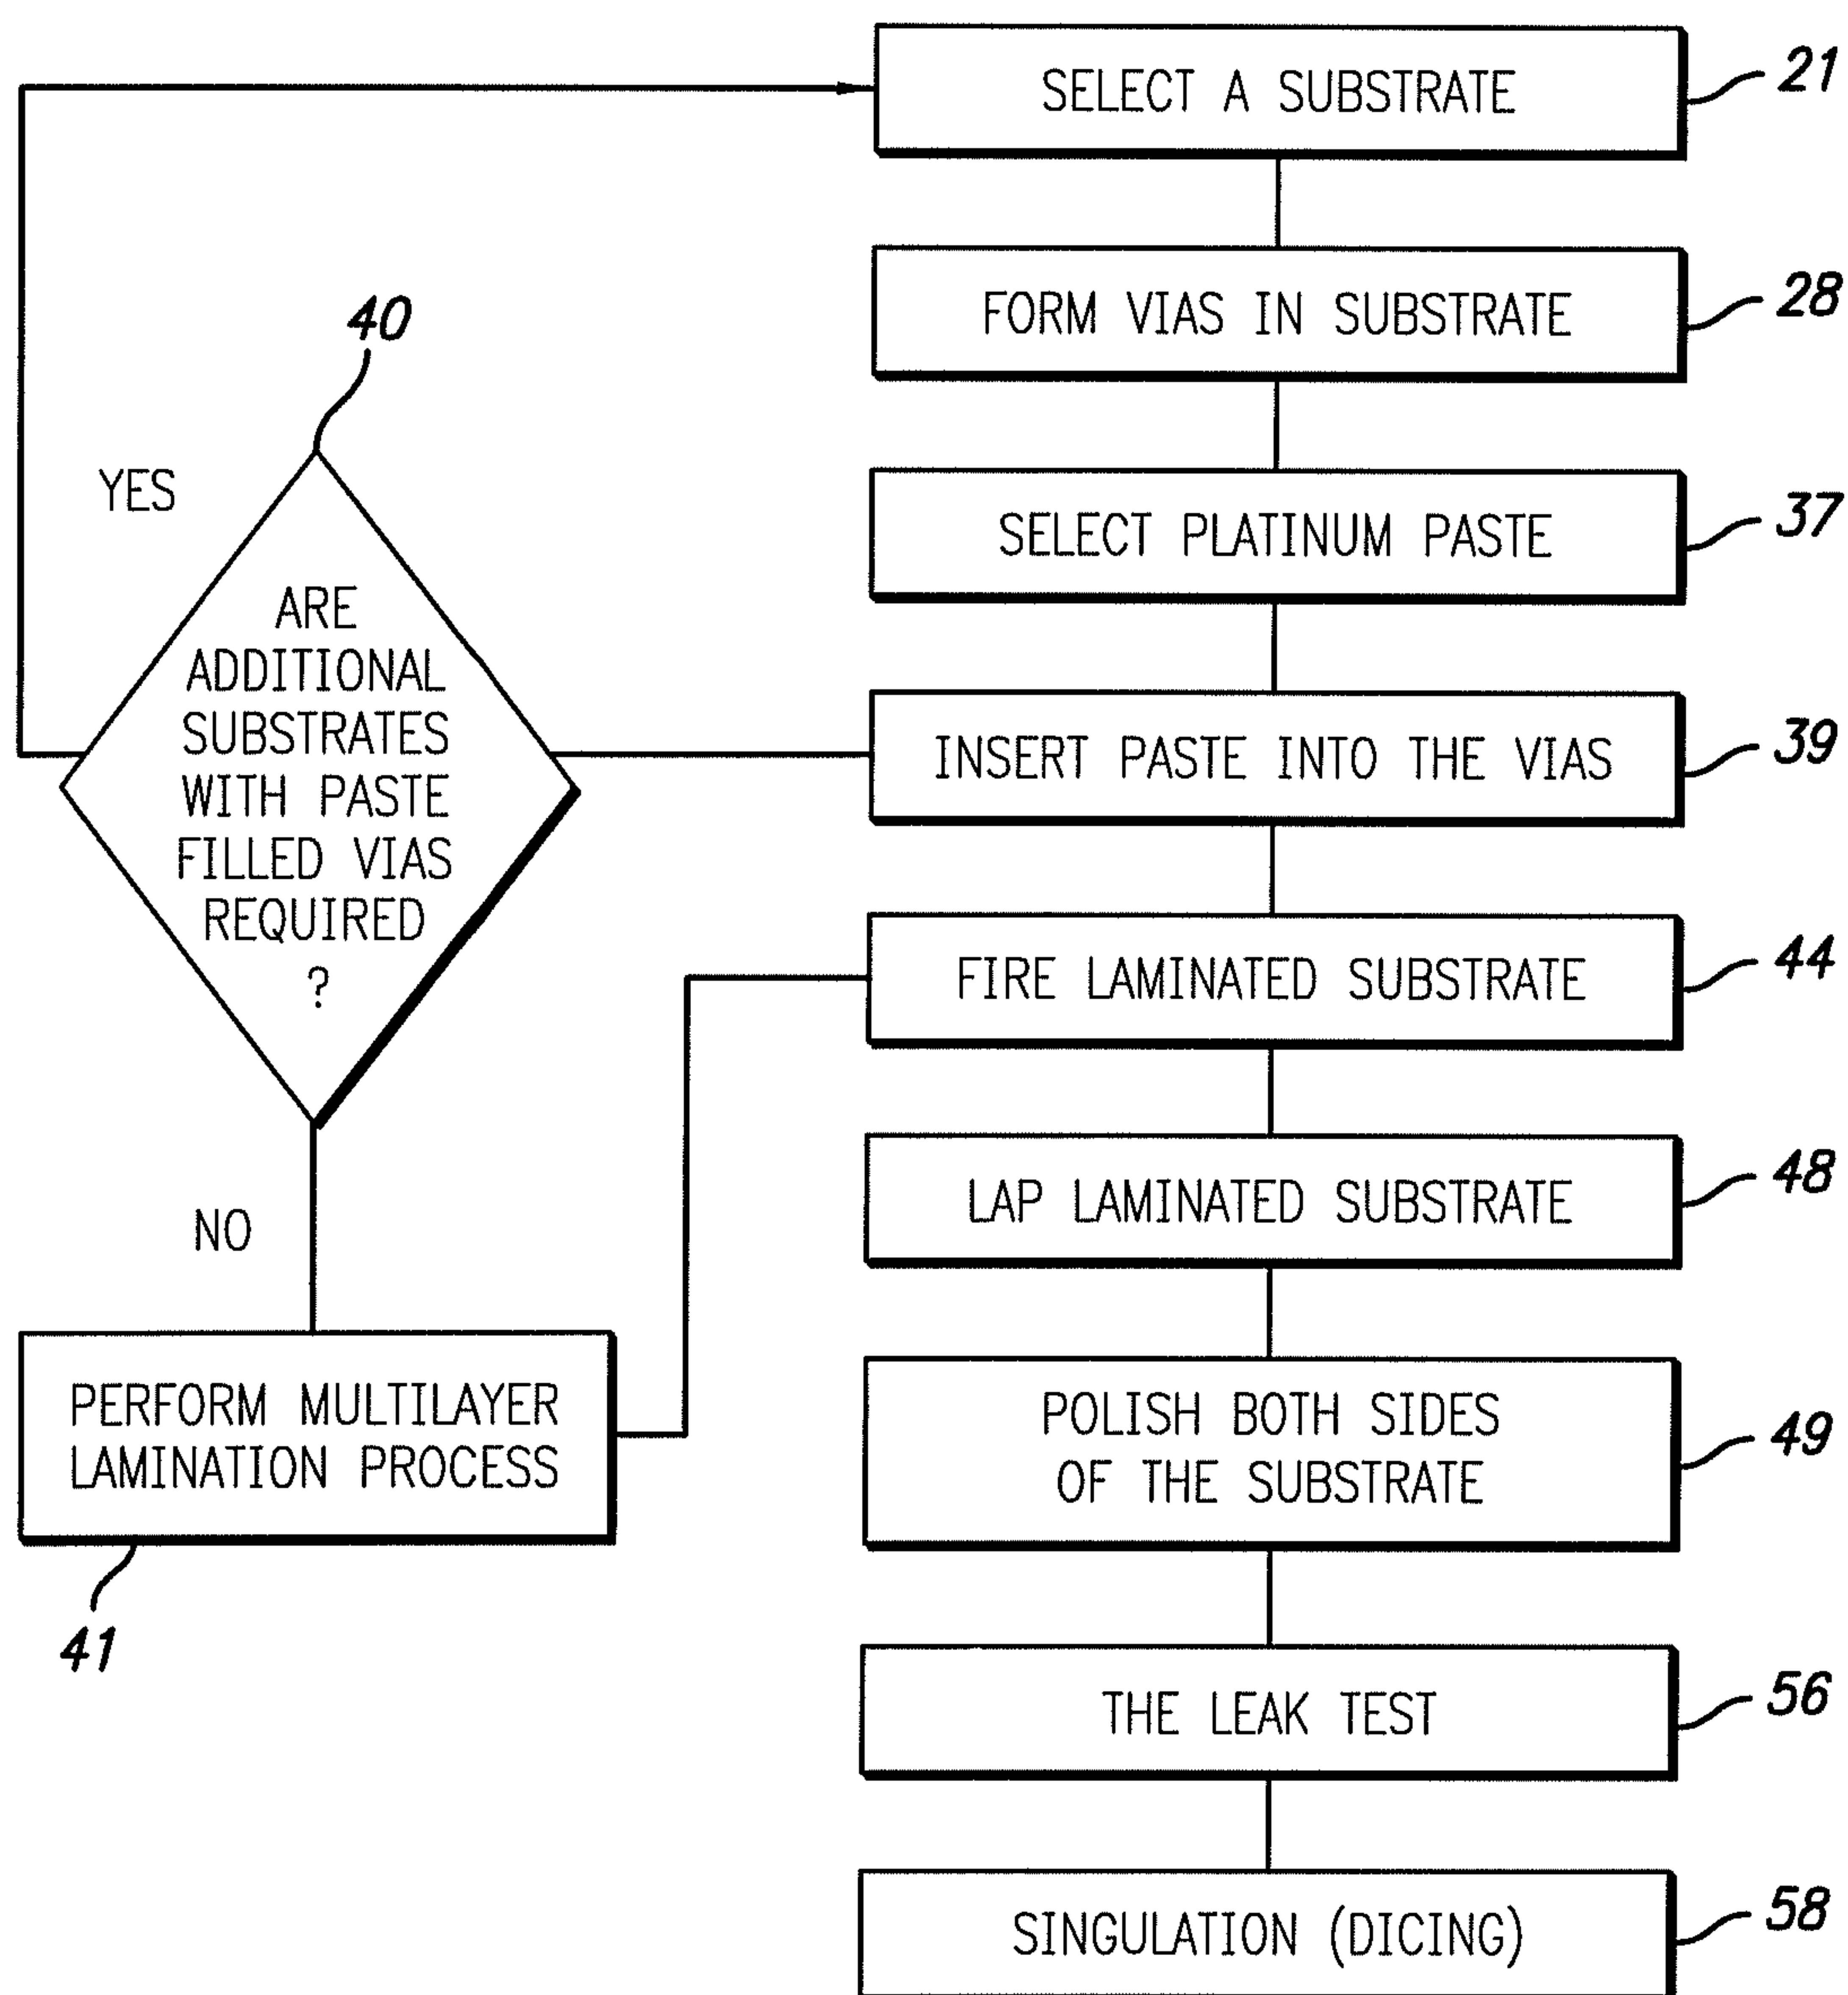 SELECT A SUBSTRATE
21
FORM VIAS IN SUBSTRATE
28
SELECT PLATINUM PASTE
37
INSERT PASTE INTO THE VIAS
39
40
YES
ARE
ADDITIONAL
SUBSTRATES
WITH PASTE
FILLED VIAS
REQUIRED
?
NO
PERFORM MULTILAYER
LAMINATION PROCESS
41
FIRE LAMINATED SUBSTRATE
44
LAP LAMINATED SUBSTRATE
48
POLISH BOTH SIDES
OF THE SUBSTRATE
49
THE LEAK TEST
56
SINGULATION (DICING)
58